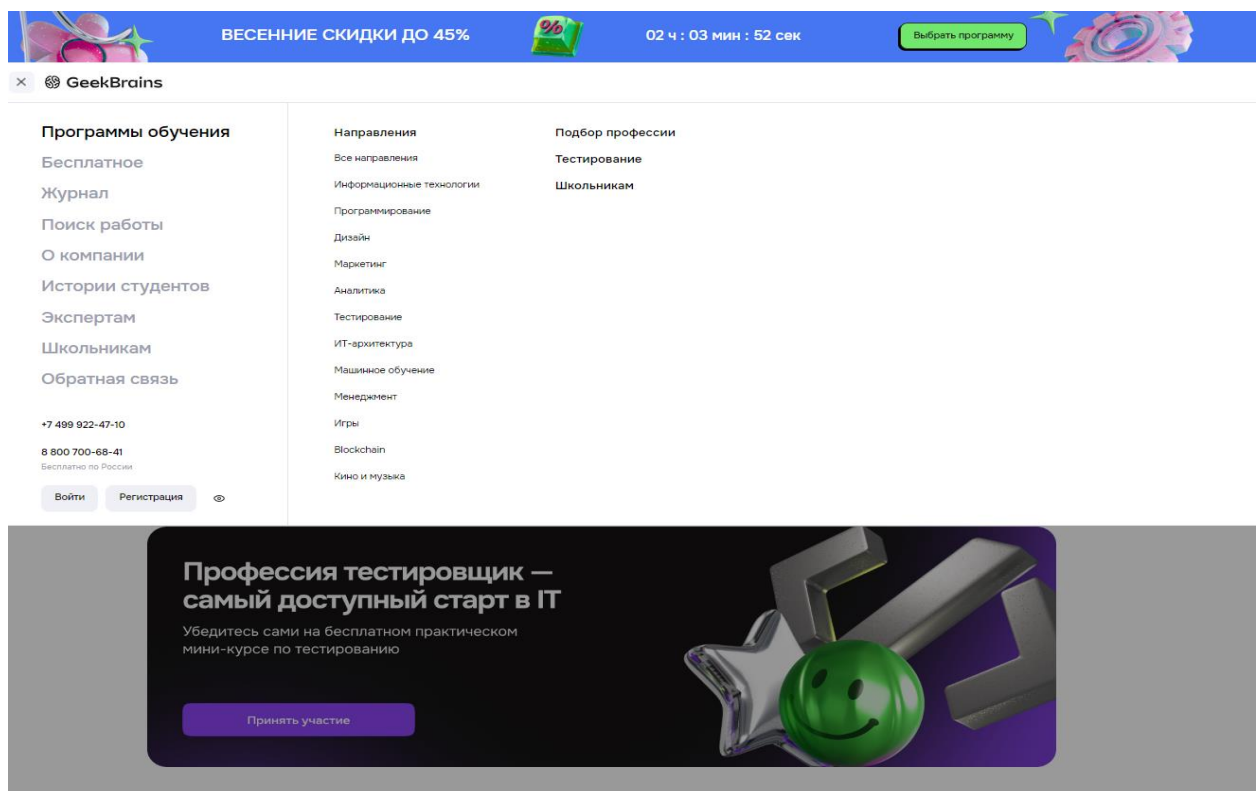 ВЕСЕННИЕ СКИДКИ ДО 45%
%
02 ч : 03 мин : 52 сек
Выбрать программу
GeekBrains
Программы обучения
Бесплатное
Журнал
Поиск работы
О компании
Истории студентов
Экспертам
Школьникам
Обратная связь
+7 499 922-47-10
8 800 700-68-41
Бесплатно по России
Войти
Регистрация
Направления
Все направления
Информационные технологии
Программирование
Дизайн
Маркетинг
Аналитика
Тестирование
ИТ-архитектура
Машинное обучение
Менеджмент
Игры
Blockchain
Кино и музыка
Подбор профессии
Тестирование
Школьникам
Профессия тестировщик —
самый доступный старт в IT
Убедитесь сами на бесплатном практическом
мини-курсе по тестированию
Принять участие